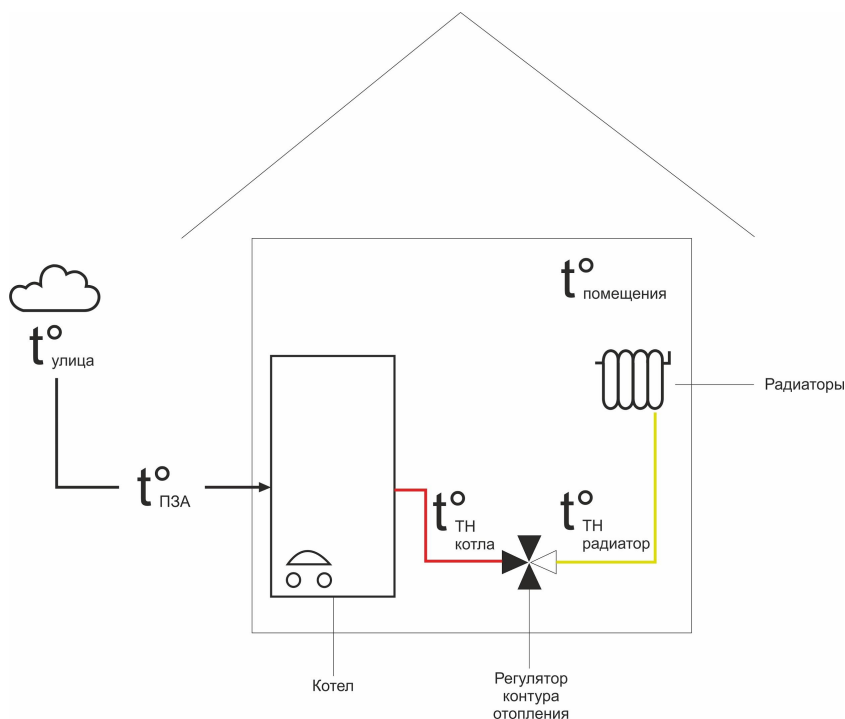 t° помещения
t° улица
Радиаторы
t° ПЗА
t° ТН
котла
t° ТН
радиатор
Котел
Регулятор
контура
отопления